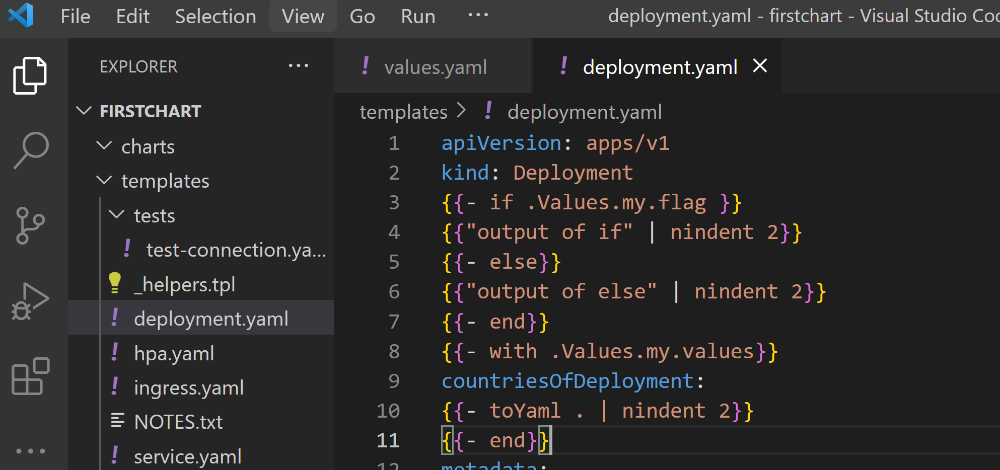 File Edit Selection View Go Run ··· deployment.yaml - firstchart - Visual Studio Co
EXPLORER ···
FIRSTCHART
charts
templates
tests
! test-connection.ya...
_helpers.tpl
! deployment.yaml
! hpa.yaml
! ingress.yaml
NOTES.txt
! service.yaml
! values.yaml ! deployment.yaml
templates > ! deployment.yaml
1 apiVersion: apps/v1
2 kind: Deployment
3 {{- if .Values.my.flag }}
4 {{"output of if" | nindent 2}}
5 {{- else}}
6 {{"output of else" | nindent 2}}
7 {{- end}}
8 {{- with .Values.my.values}}
9 countriesOfDeployment:
10 {{- toYaml . | nindent 2}}
11 {{- end}}
12 metadata: